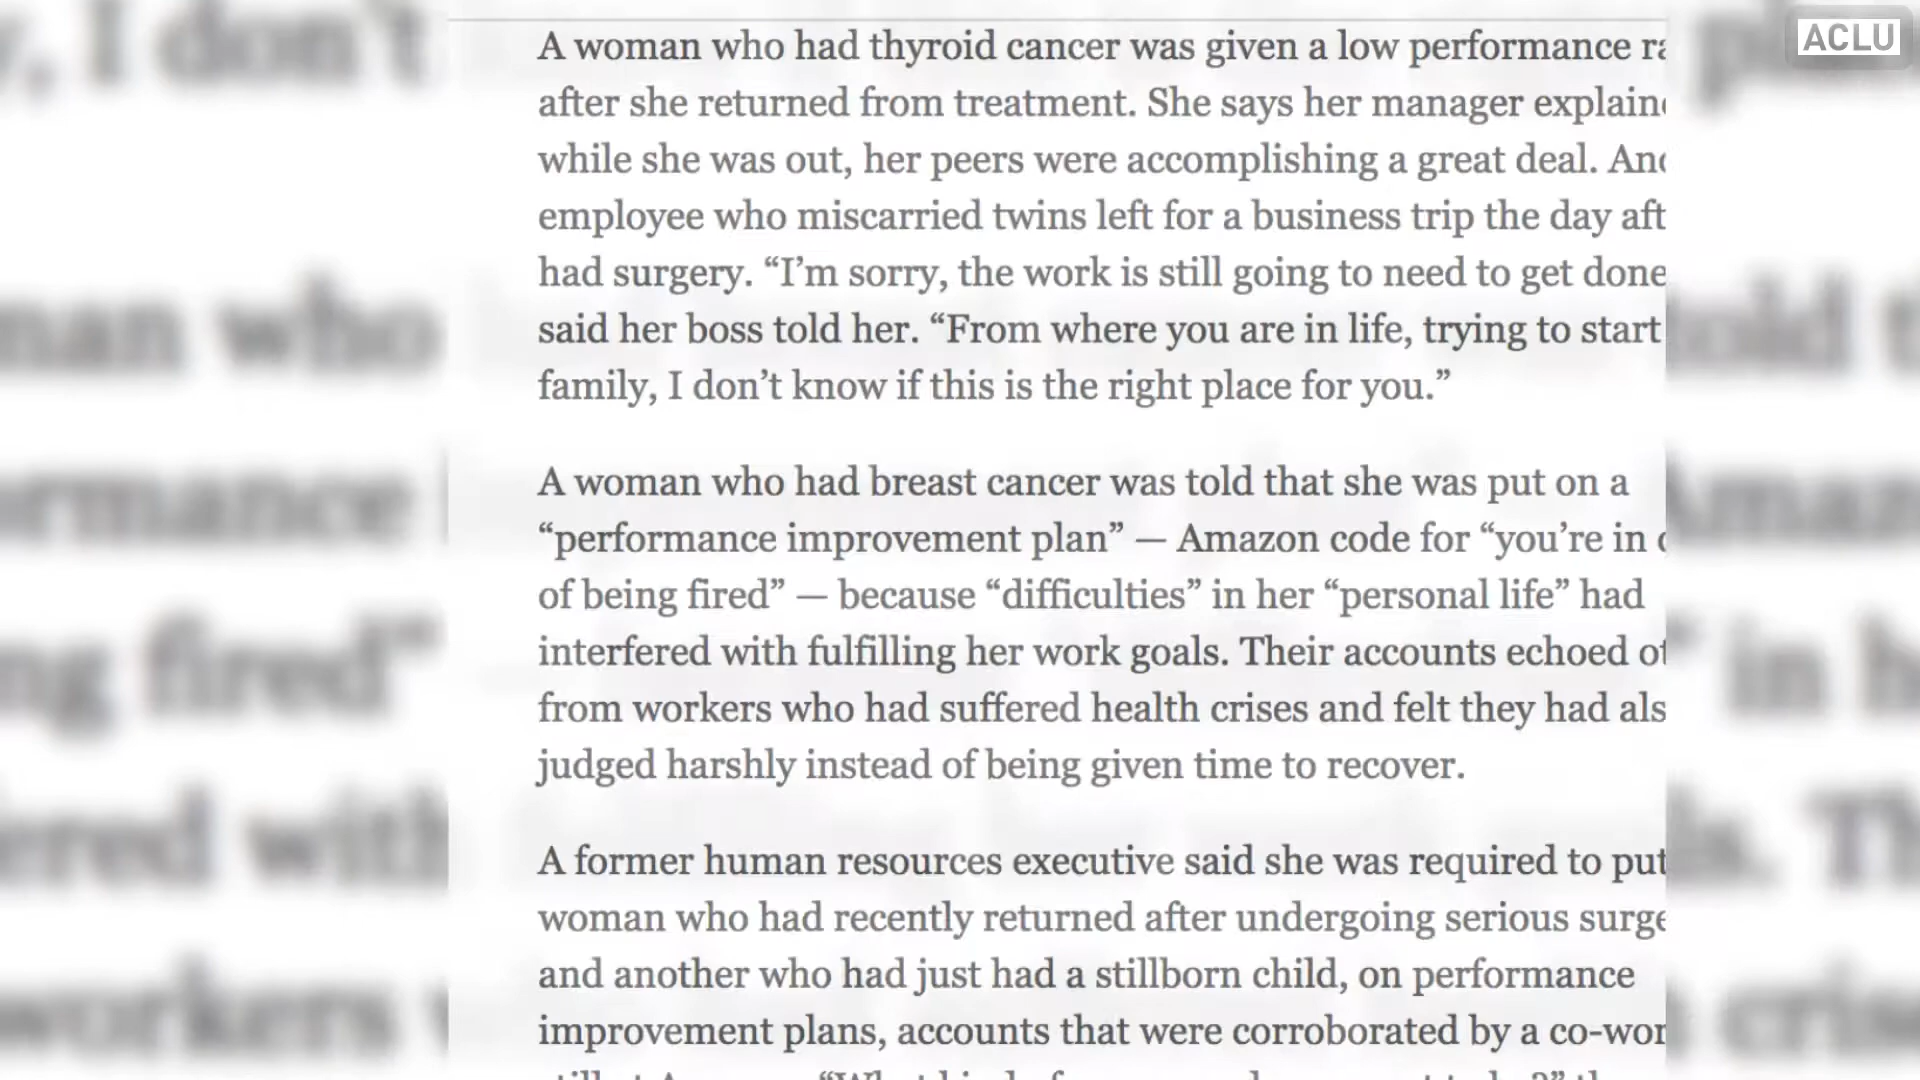 ACLU
A woman who had thyroid cancer was given a low performance
after she returned from treatment. She says her manager
while she was out, her peers were accomplishing a great deal.
employee who miscarried twins left for a business trip the day
had surgery. “I’m sorry, the work is still going to need to get done
said her boss told her. “From where you are in life, trying to start
family, I don’t know if this is the right place for you.”
A woman who had breast cancer was told that she was put on a
“performance improvement plan” — Amazon code for “you’re in
of being fired” — because “difficulties” in her “personal life” had
interfered with fulfilling her work goals. Their accounts echoed
from workers who had suffered health crises and felt they had
judged harshly instead of being given time to recover.
A former human resources executive said she was required to put
woman who had recently returned after undergoing serious
and another who had just had a stillborn child, on performance
improvement plans, accounts that were corroborated by a